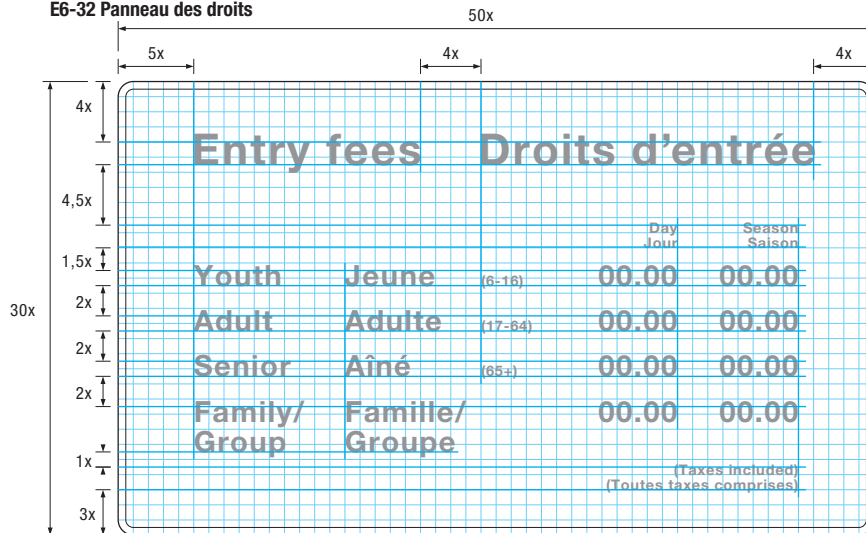 E6-32 Panneau des droits
50x
5x 4x 4x
4x
Entry fees Droits d'entrée
4,5x
Day Season
Jour Saison
1,5x
Youth Jeune (6-16) 00.00 00.00
2x
30x
Adult Adulte (17-64) 00.00 00.00
2x
Senior Aîné (65+) 00.00 00.00
2x
Family/ Famille/ 00.00 00.00
Group Groupe
1x
(Taxes included)
(Toutes taxes comprises)
3x